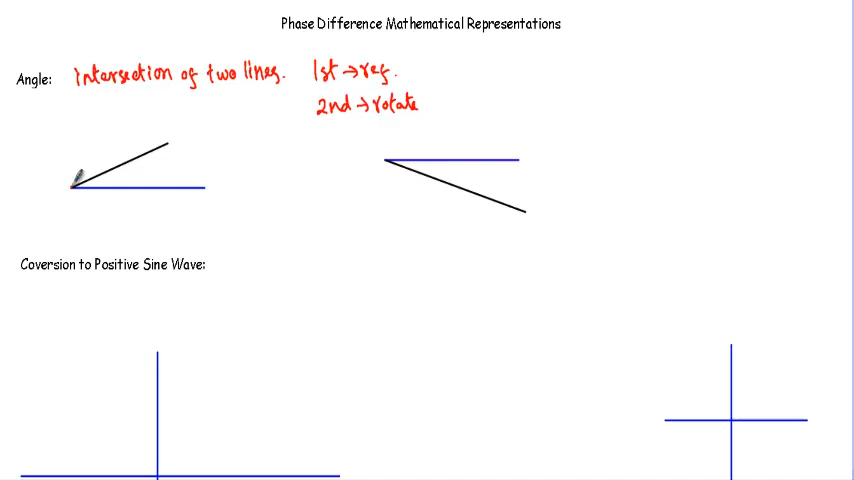 Phase Difference Mathematical Representations
Angle: intersection of two lines. 1st → ref.
2nd → rotate
Coversion to Positive Sine Wave: